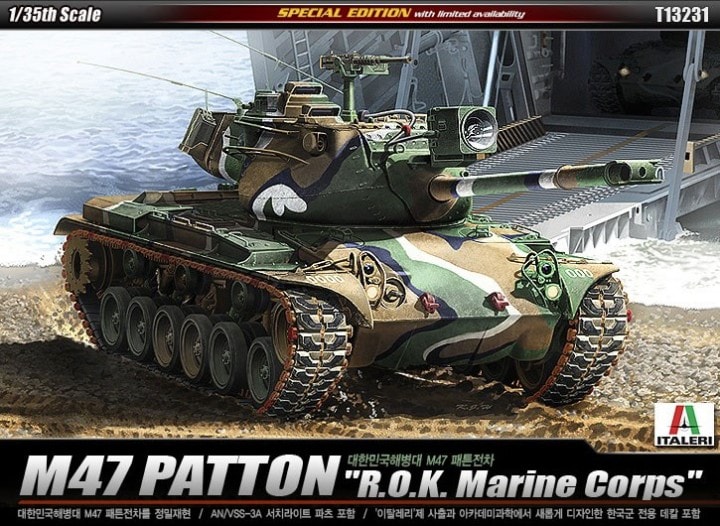 1/35th Scale
SPECIAL EDITION with limited availability
T13231
000
000
ITALERI
대한민국해병대 M47 패튼전차
M47 PATTON "R.O.K. Marine Corps"
대한민국해병대 M47 패튼전차를 정밀재현 / AN/VSS-3A 서치라이트 파츠 포함 / '이탈레리'제 사출과 아카데미과학에서 새롭게 디자인한 한국군 전용 데칼 포함